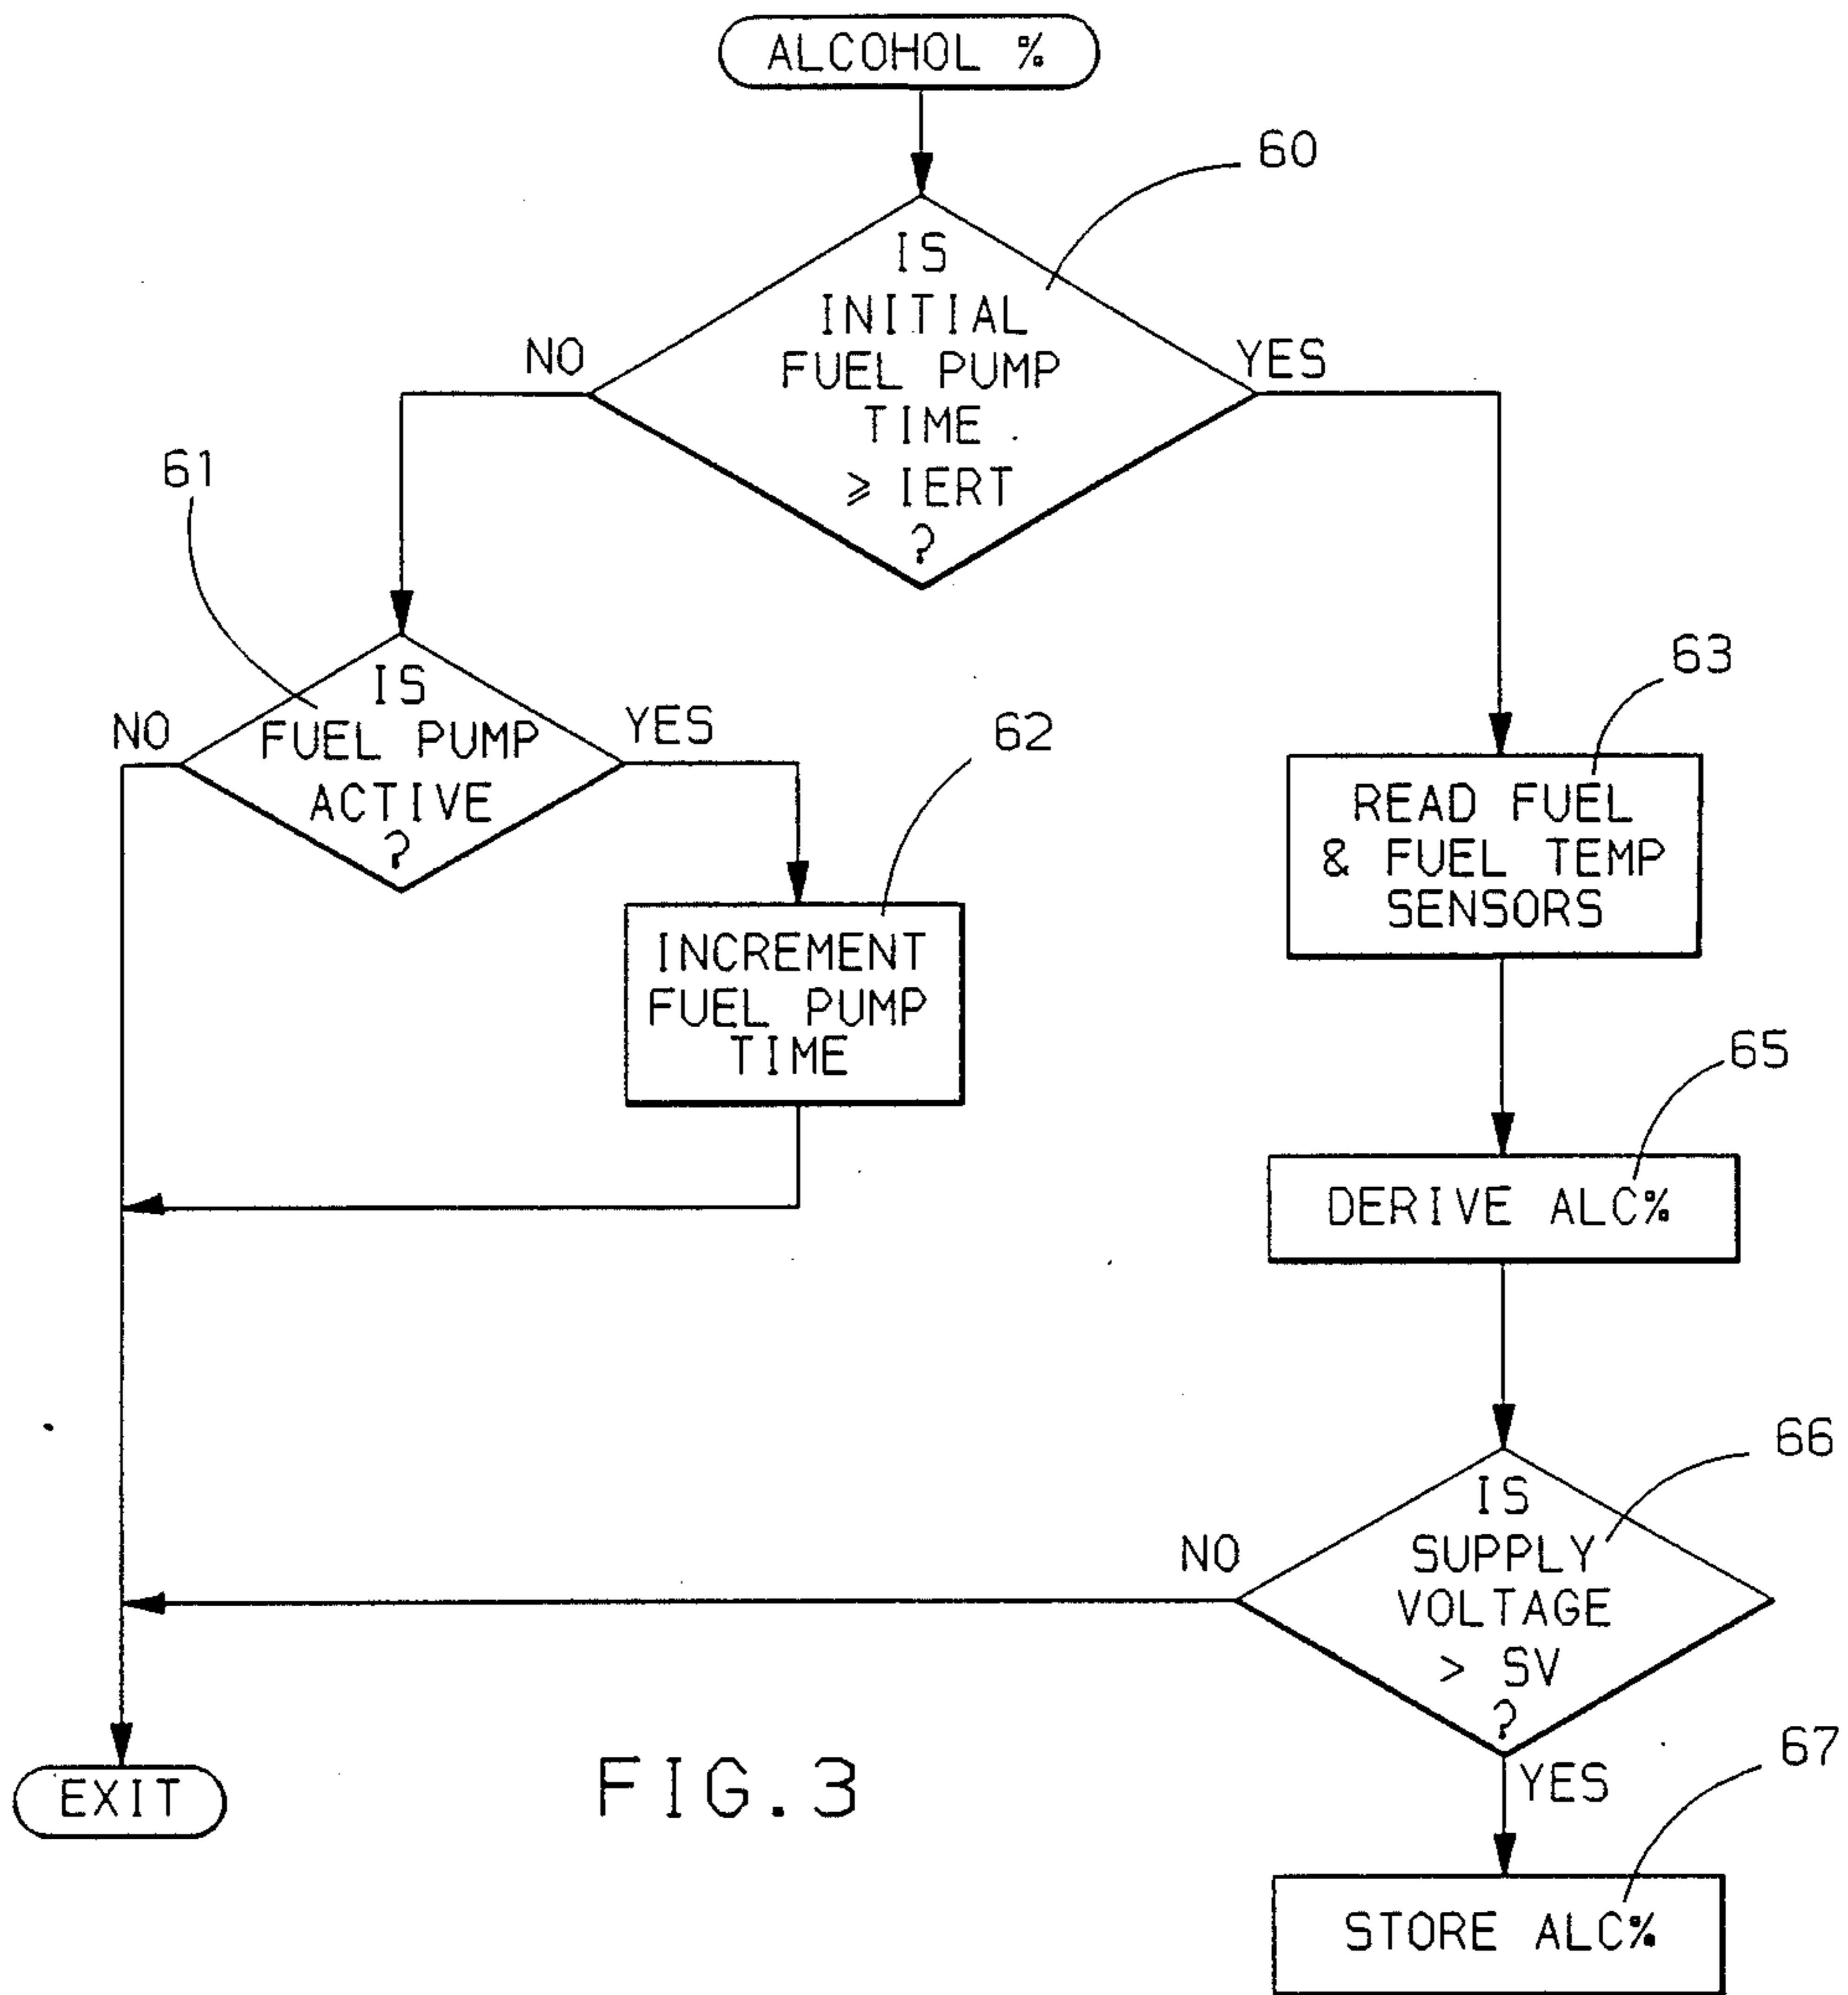 ALCOHOL %
60
IS
INITIAL
FUEL PUMP
TIME
≥ IERT
?
NO
YES
61
IS
FUEL PUMP
ACTIVE
?
NO
YES
62
INCREMENT
FUEL PUMP
TIME
63
READ FUEL
& FUEL TEMP
SENSORS
65
DERIVE ALC%
66
IS
SUPPLY
VOLTAGE
> SV
?
NO
YES
67
STORE ALC%
EXIT
FIG.3